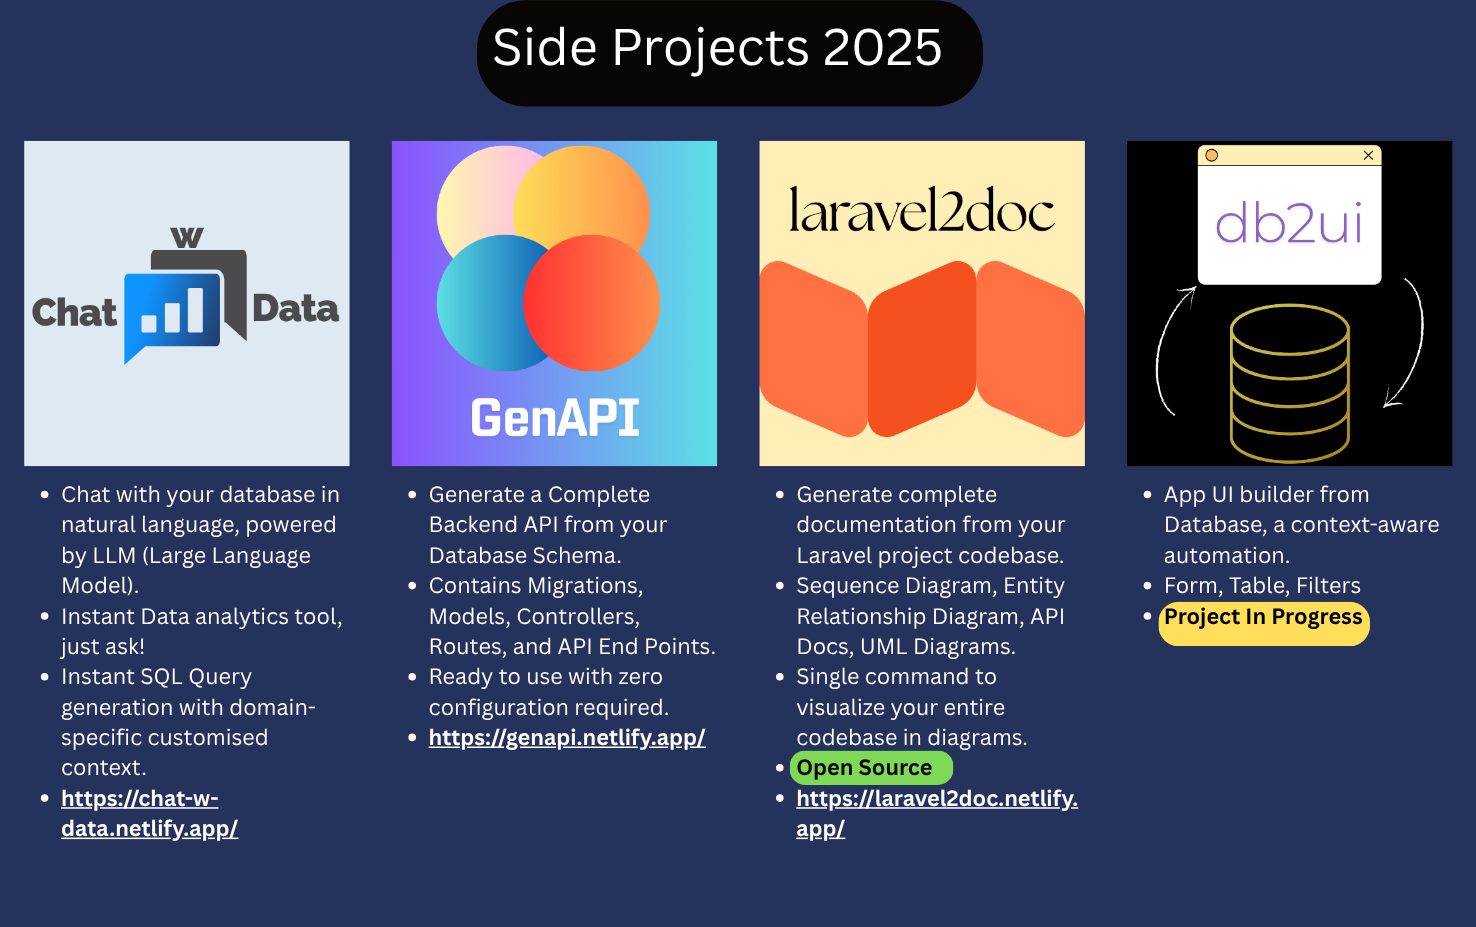 Side Projects 2025
w
Chat
Data
GenAPI
laravel2doc
db2ui
• Chat with your database in
natural language, powered
by LLM (Large Language
Model).
• Instant Data analytics tool,
just ask!
• Instant SQL Query
generation with domain-
specific customised
context.
• https://chat-w-
data.netlify.app/
• Generate a Complete
Backend API from your
Database Schema.
• Contains Migrations,
Models, Controllers,
Routes, and API End Points.
• Ready to use with zero
configuration required.
• https://genapi.netlify.app/
• Generate complete
documentation from your
Laravel project codebase.
• Sequence Diagram, Entity
Relationship Diagram, API
Docs, UML Diagrams.
• Single command to
visualize your entire
codebase in diagrams.
• Open Source
• https://laravel2doc.netlify.
app/
• App UI builder from
Database, a context-aware
automation.
• Form, Table, Filters
• Project In Progress